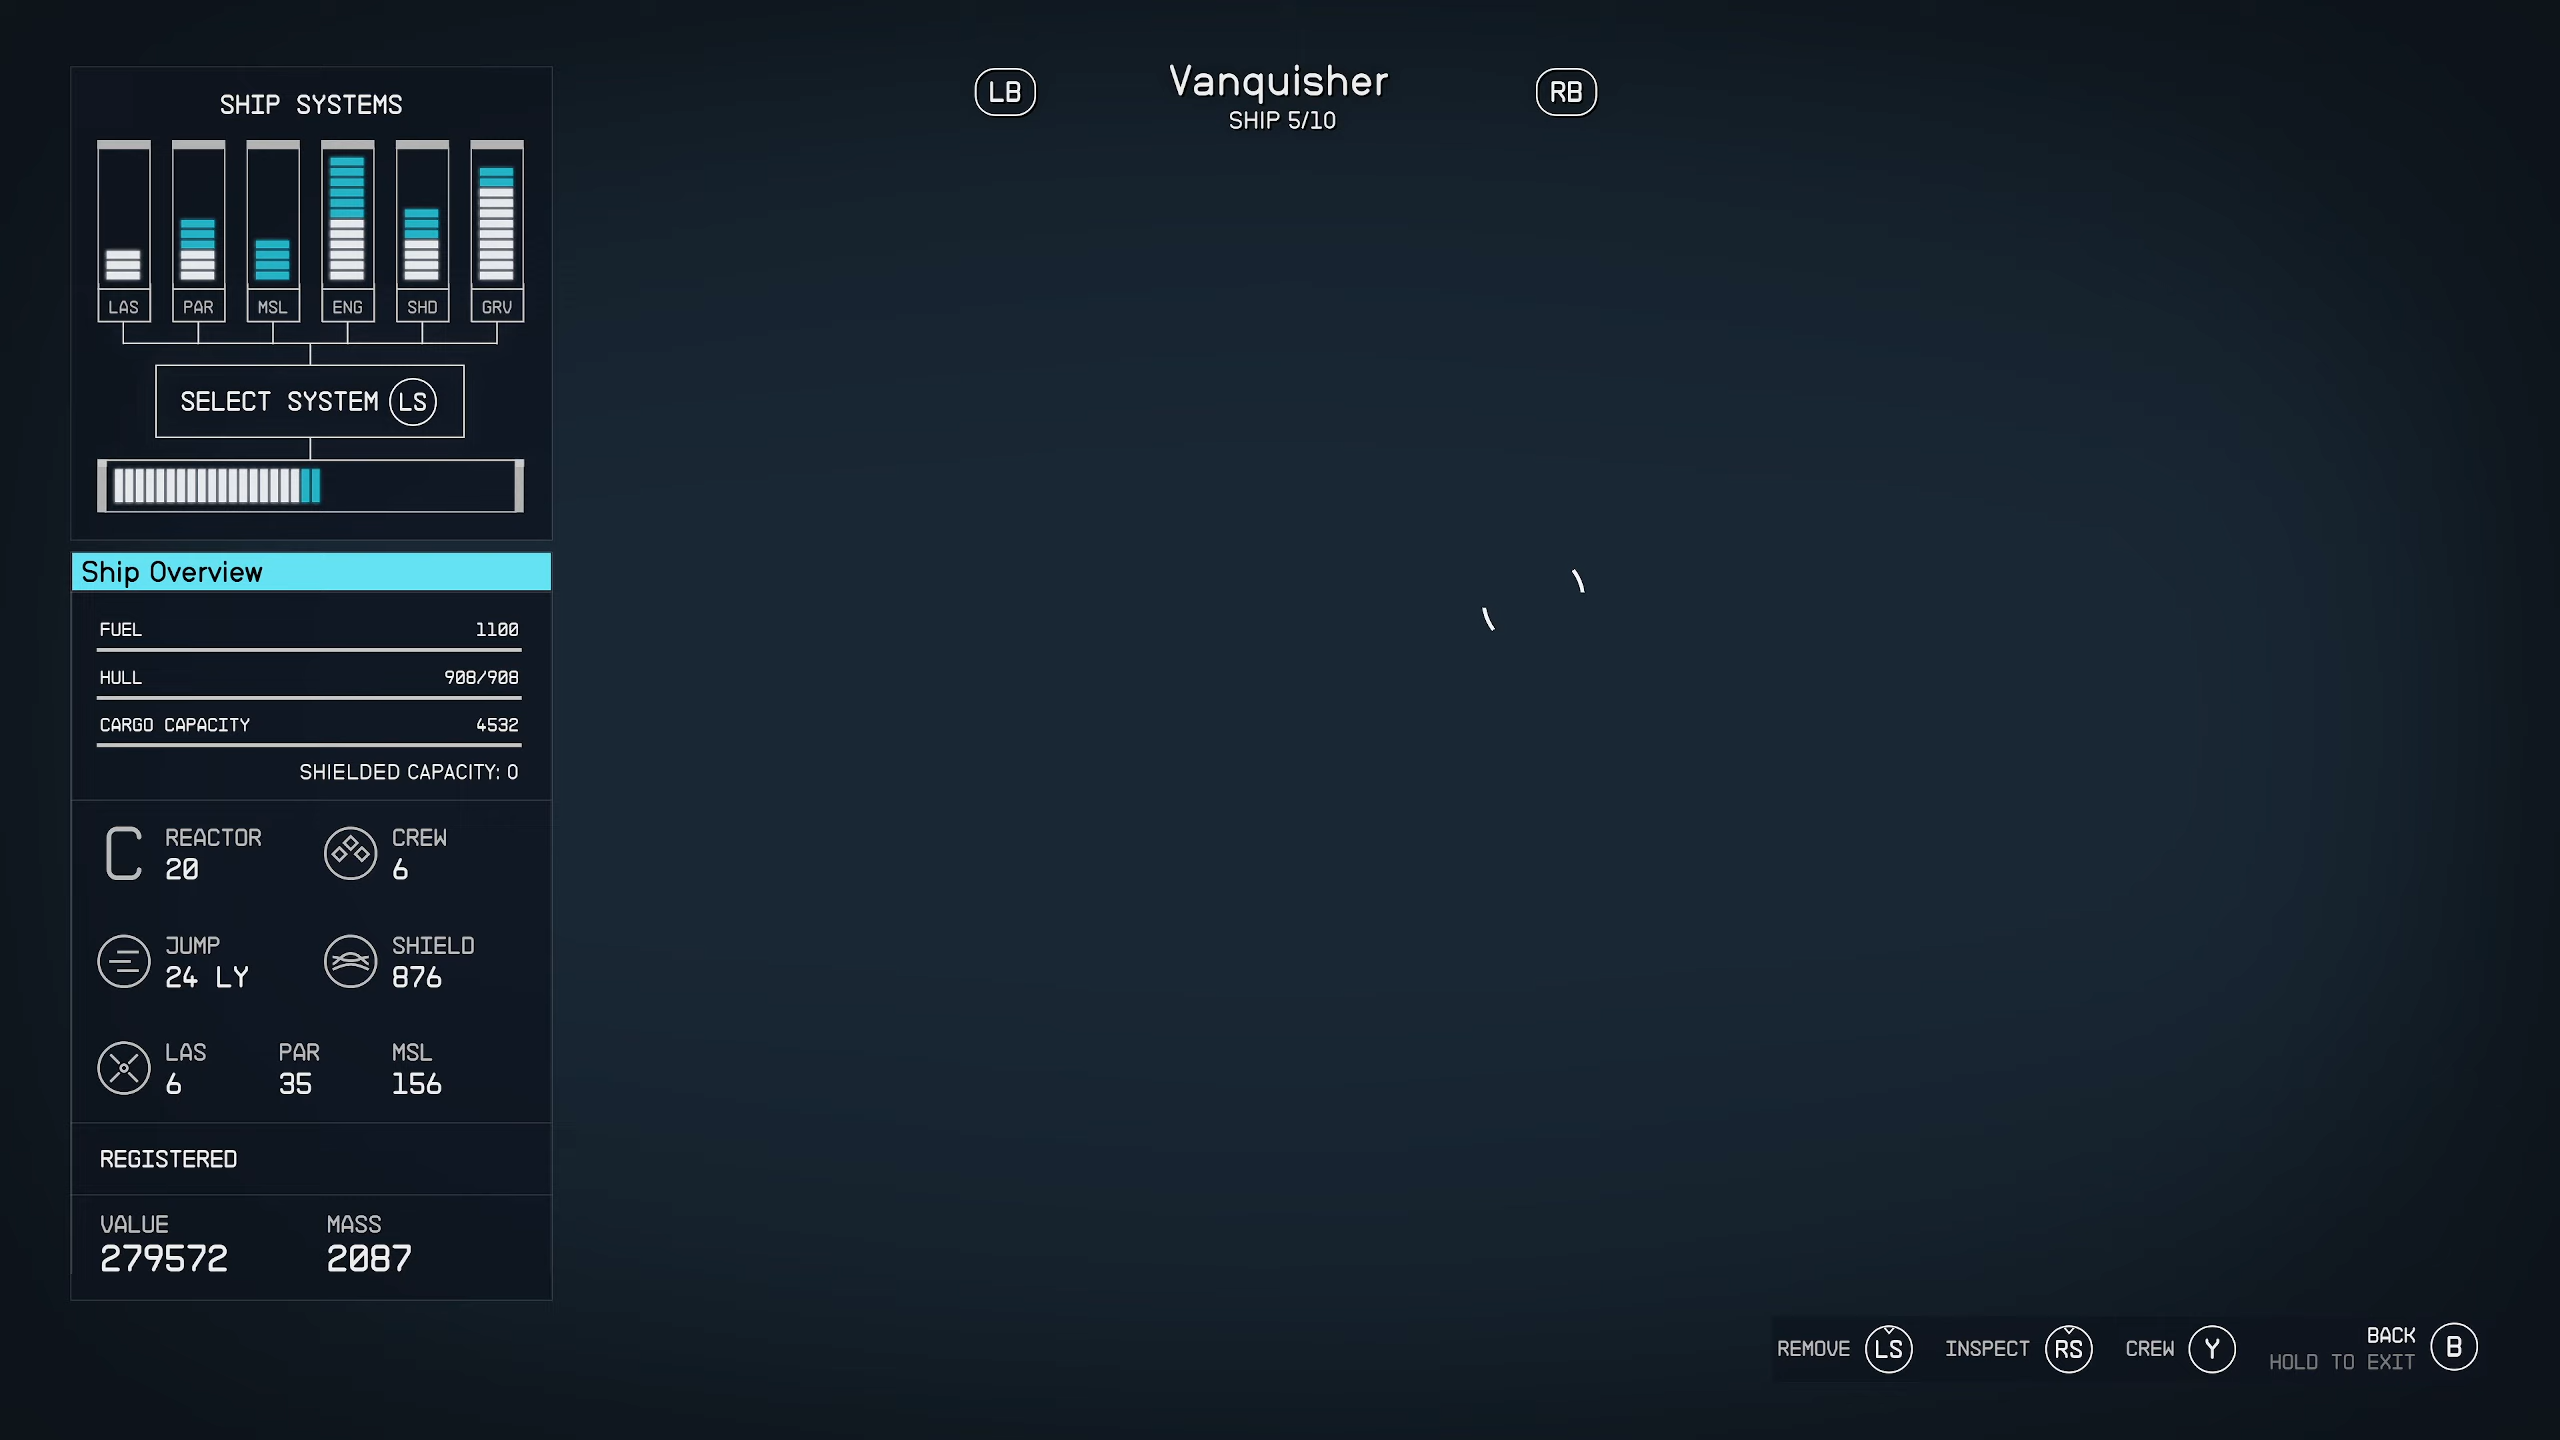 SHIP SYSTEMS
LAS PAR MSL ENG SHD GRV
SELECT SYSTEM LS
LB Vanquisher RB
SHIP 5/10
Ship Overview
FUEL 1100
HULL 908/908
CARGO CAPACITY 4532
SHIELDED CAPACITY: 0
C REACTOR CREW
20 6
JUMP SHIELD
24 LY 876
LAS PAR MSL
6 35 156
REGISTERED
VALUE MASS
279572 2087
REMOVE LS INSPECT RS CREW Y BACK B
HOLD TO EXIT